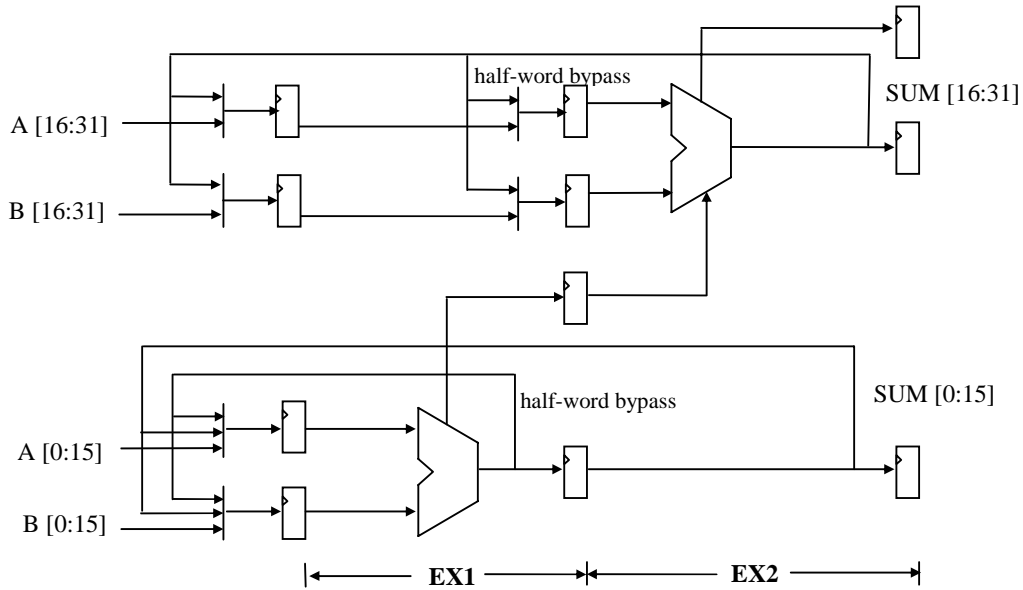 half-word bypass
SUM [16:31]
A [16:31]
B [16:31]
half-word bypass
SUM [0:15]
A [0:15]
B [0:15]
EX1
EX2